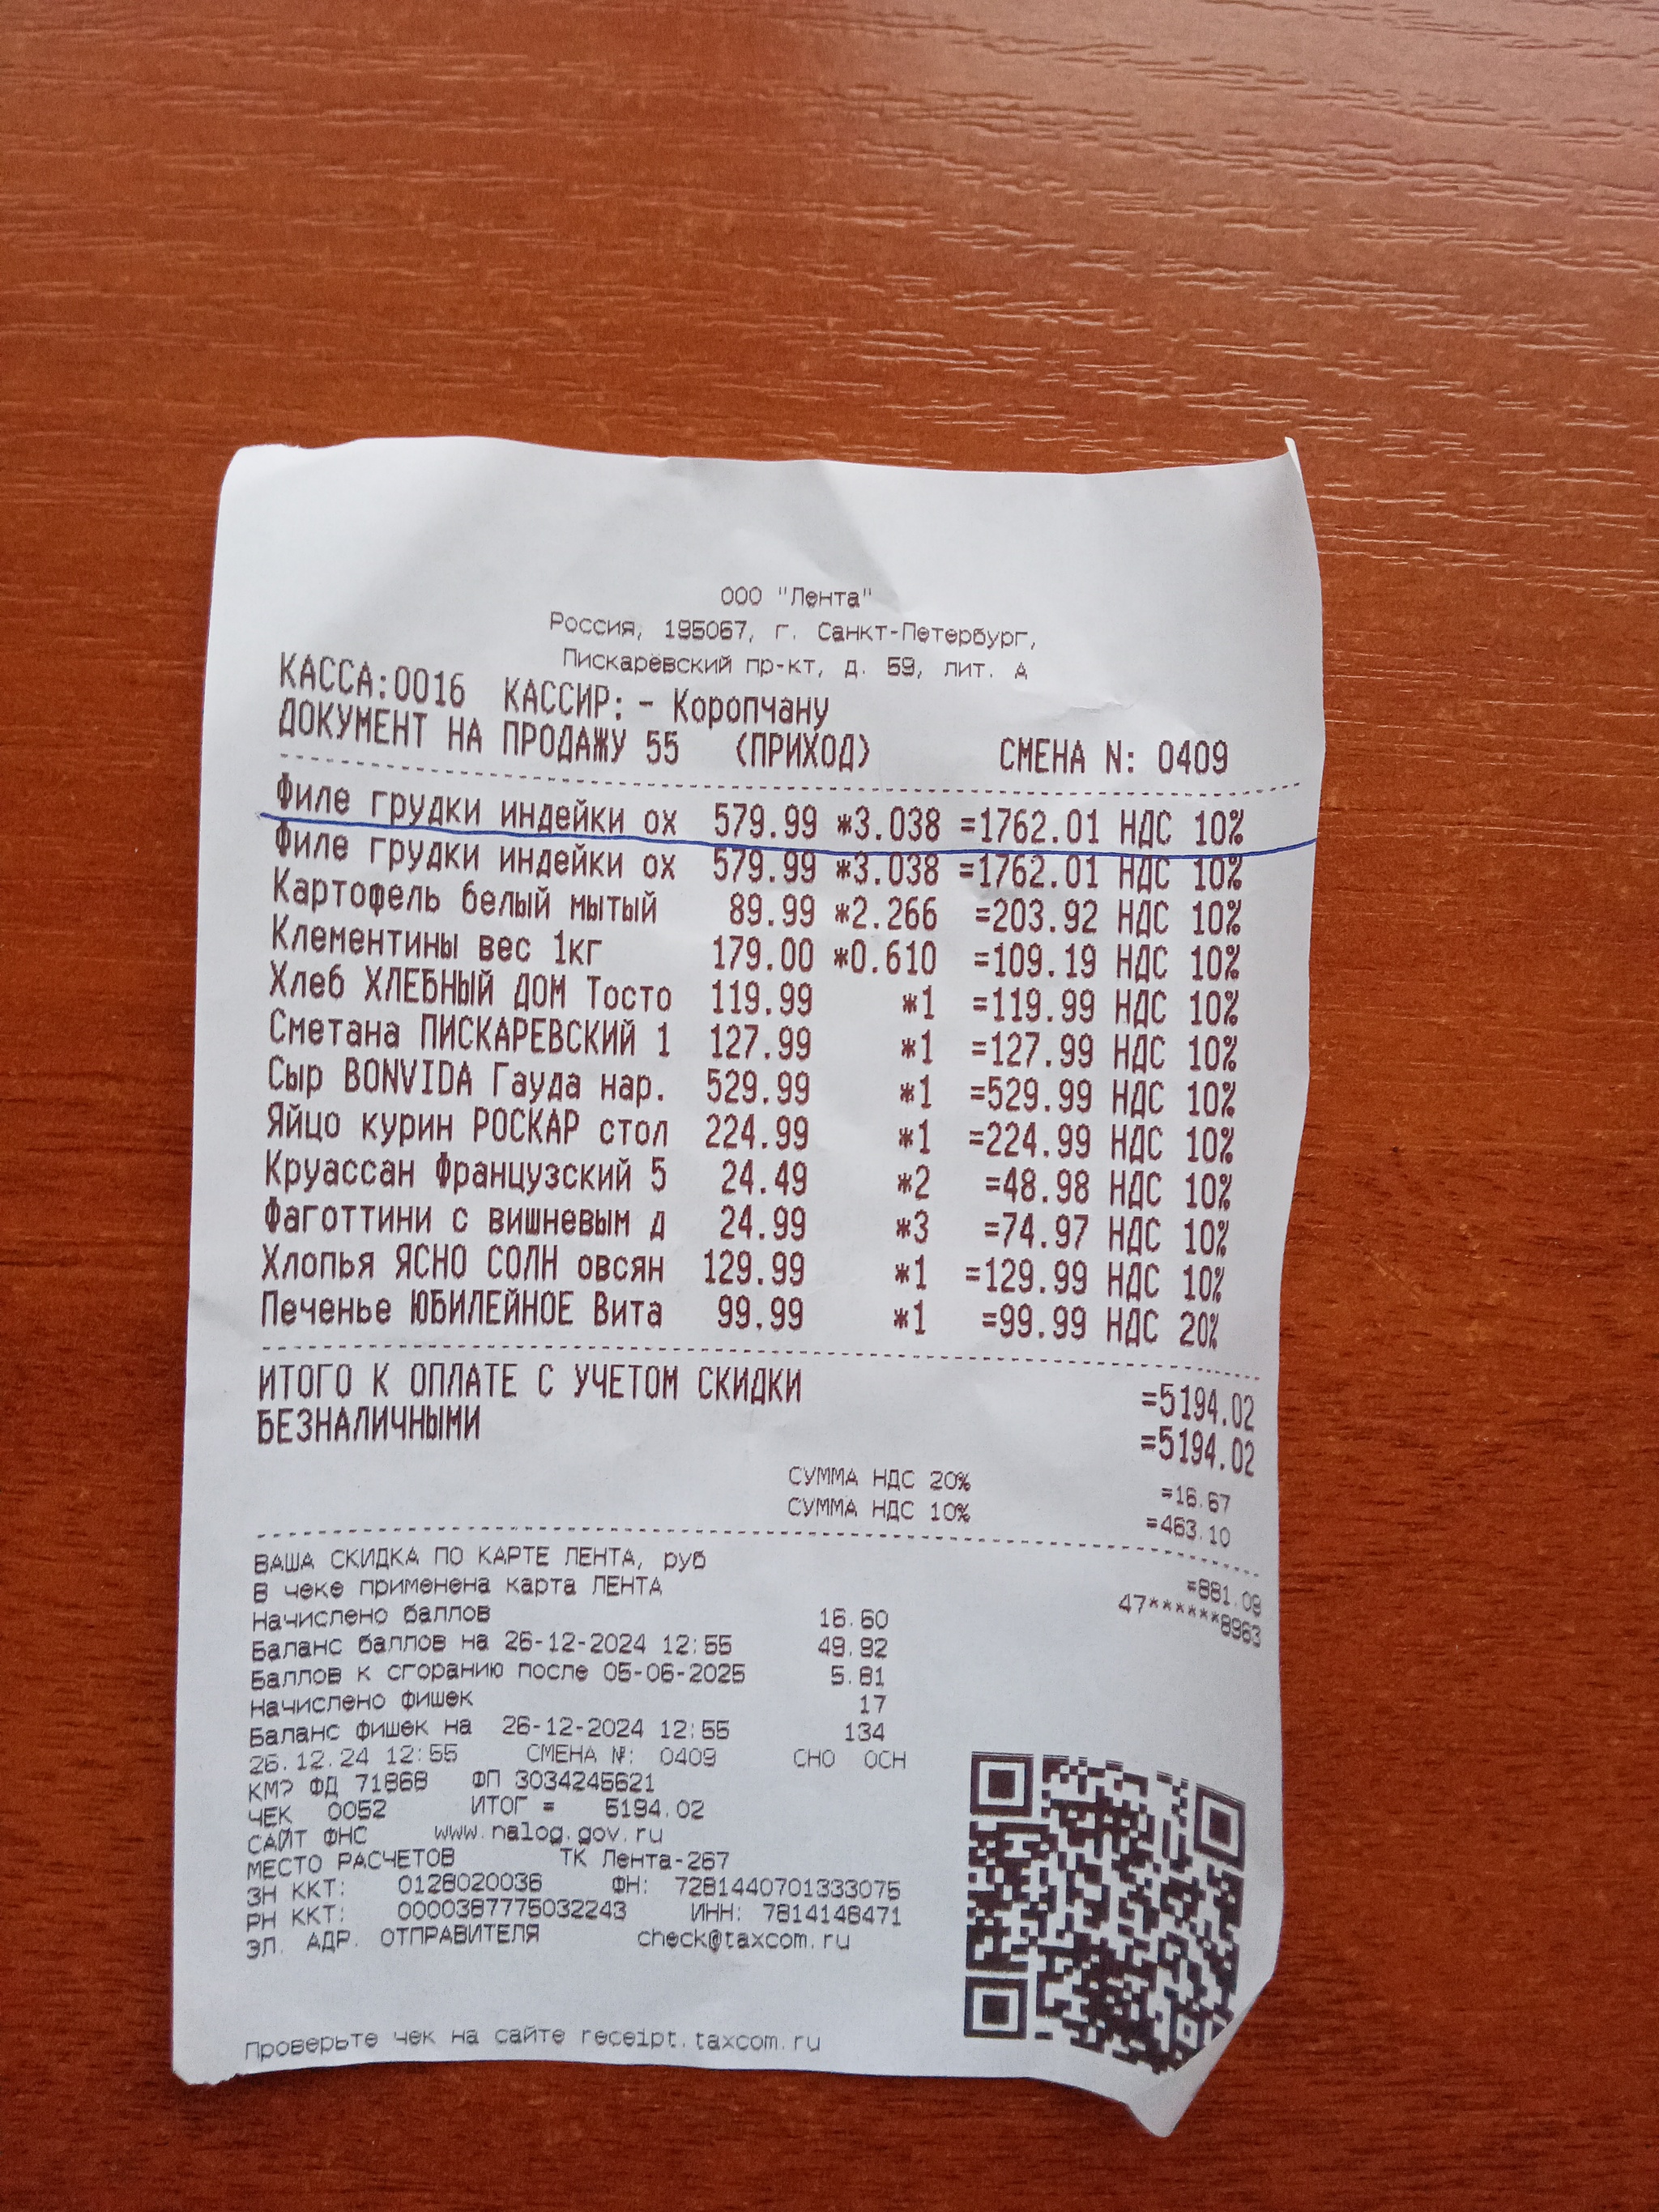 ООО "Лента"
Россия, 195067, г. Санкт-Петербург,
Пискарёвский пр-кт, д. 59, лит. А
КАССА:0016 КАССИР: - Коропчану
ДОКУМЕНТ НА ПРОДАЖУ 55 (ПРИХОД) СМЕНА N: 0409
Филе грудки индейки ох 579.99 *3.038 =1762.01 НДС 10%
Филе грудки индейки ох 579.99 *3.038 =1762.01 НДС 10%
Картофель белый мытый 89.99 *2.266 =203.92 НДС 10%
Клементины вес 1кг 179.00 *0.610 =109.19 НДС 10%
Хлеб ХЛЕБНЫЙ ДОМ Тосто 119.99 *1 =119.99 НДС 10%
Сметана ПИСКАРЕВСКИЙ 1 127.99 *1 =127.99 НДС 10%
Сыр BONVIDA Гауда нар. 529.99 *1 =529.99 НДС 10%
Яйцо курин РОСКАР стол 224.99 *1 =224.99 НДС 10%
Круассан Французский 5 24.49 *2 =48.98 НДС 10%
Фаготтини с вишневым д 24.99 *3 =74.97 НДС 10%
Хлопья ЯСНО СОЛН овсян 129.99 *1 =129.99 НДС 10%
Печенье ЮБИЛЕЙНОЕ Вита 99.99 *1 =99.99 НДС 20%
ИТОГО К ОПЛАТЕ С УЧЕТОМ СКИДКИ =5194.02
БЕЗНАЛИЧНЫМИ =5194.02
СУММА НДС 20% =16.67
СУММА НДС 10% =463.10
ВАША СКИДКА ПО КАРТЕ ЛЕНТА, руб =881.09
В чеке применена карта ЛЕНТА 47******8963
Начислено баллов 16.60
Баланс баллов на 26-12-2024 12:55 49.92
Баллов к сгоранию после 05-06-2025 5.81
Начислено фишек 17
Баланс фишек на 26-12-2024 12:55 134
26.12.24 12:55 СМЕНА №: 0409 СНО ОСН
КМ? ФД 71868 ФП 3034245621
ЧЕК 0052 ИТОГ = 5194.02
САЙТ ФНС www.nalog.gov.ru
МЕСТО РАСЧЕТОВ ТК Лента-267
ЗН ККТ: 0128020036 ФН: 7281440701333075
РН ККТ: 0000387775032243 ИНН: 7814148471
ЭЛ. АДР. ОТПРАВИТЕЛЯ check@taxcom.ru
Проверьте чек на сайте receipt.taxcom.ru